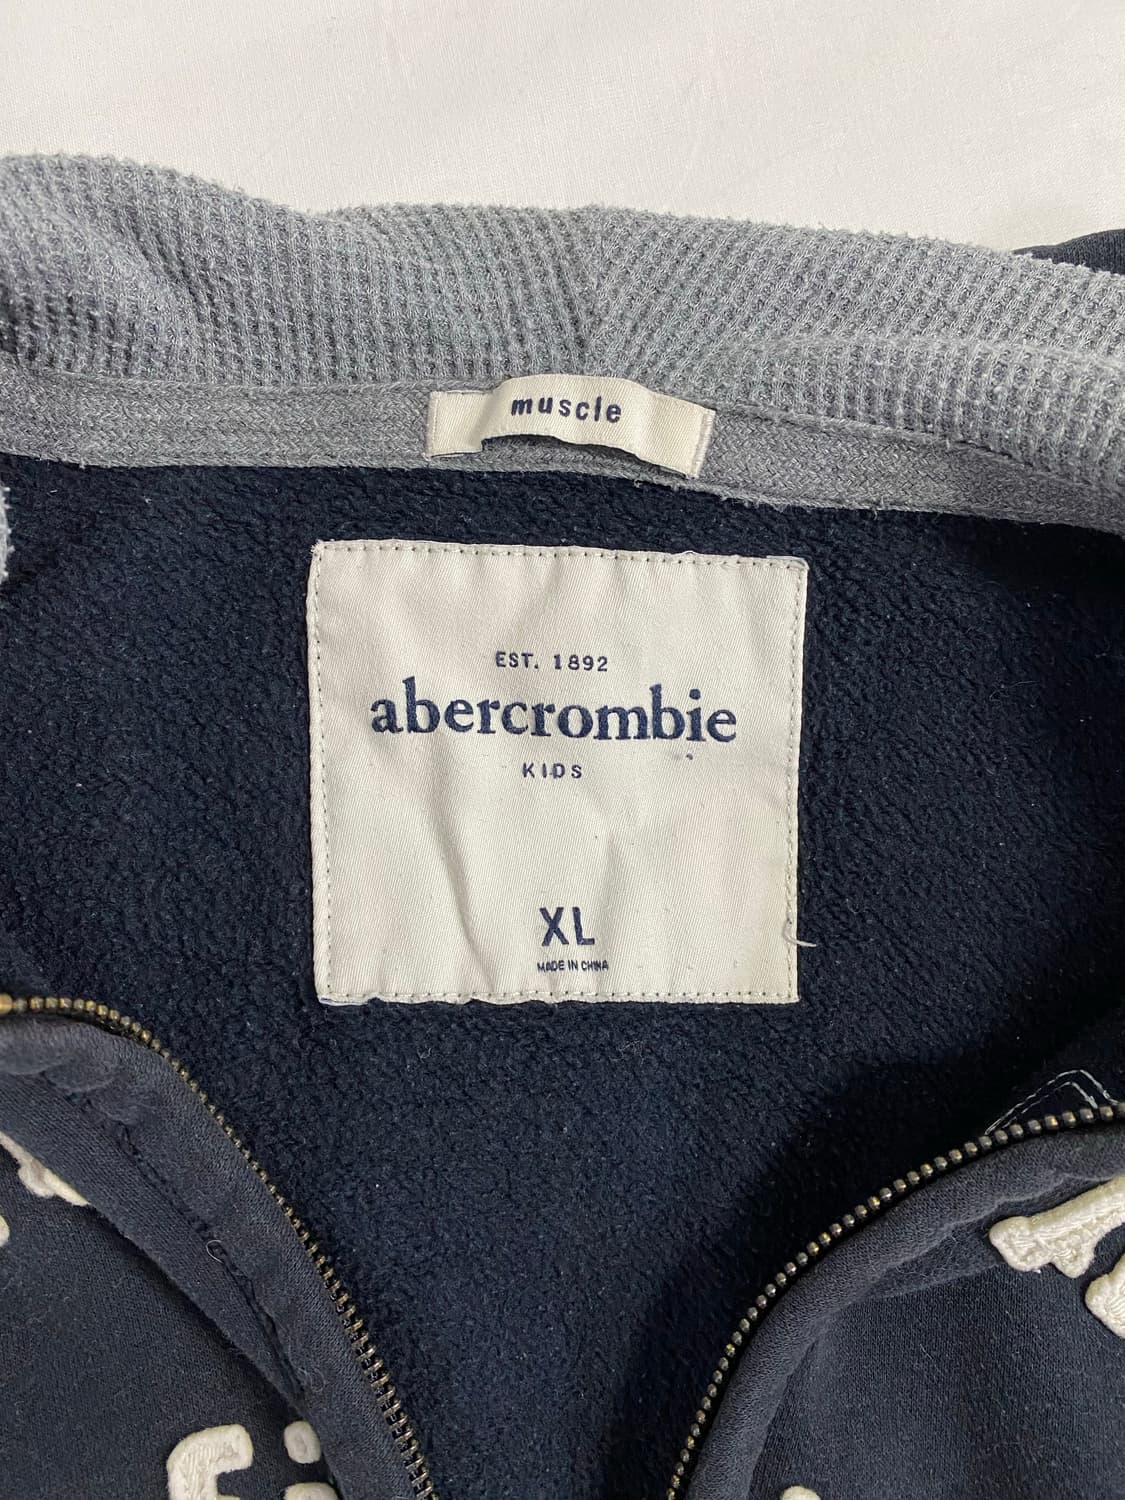 muscle
EST. 1892
abercrombie
KIDS
XL
MADE IN CHINA